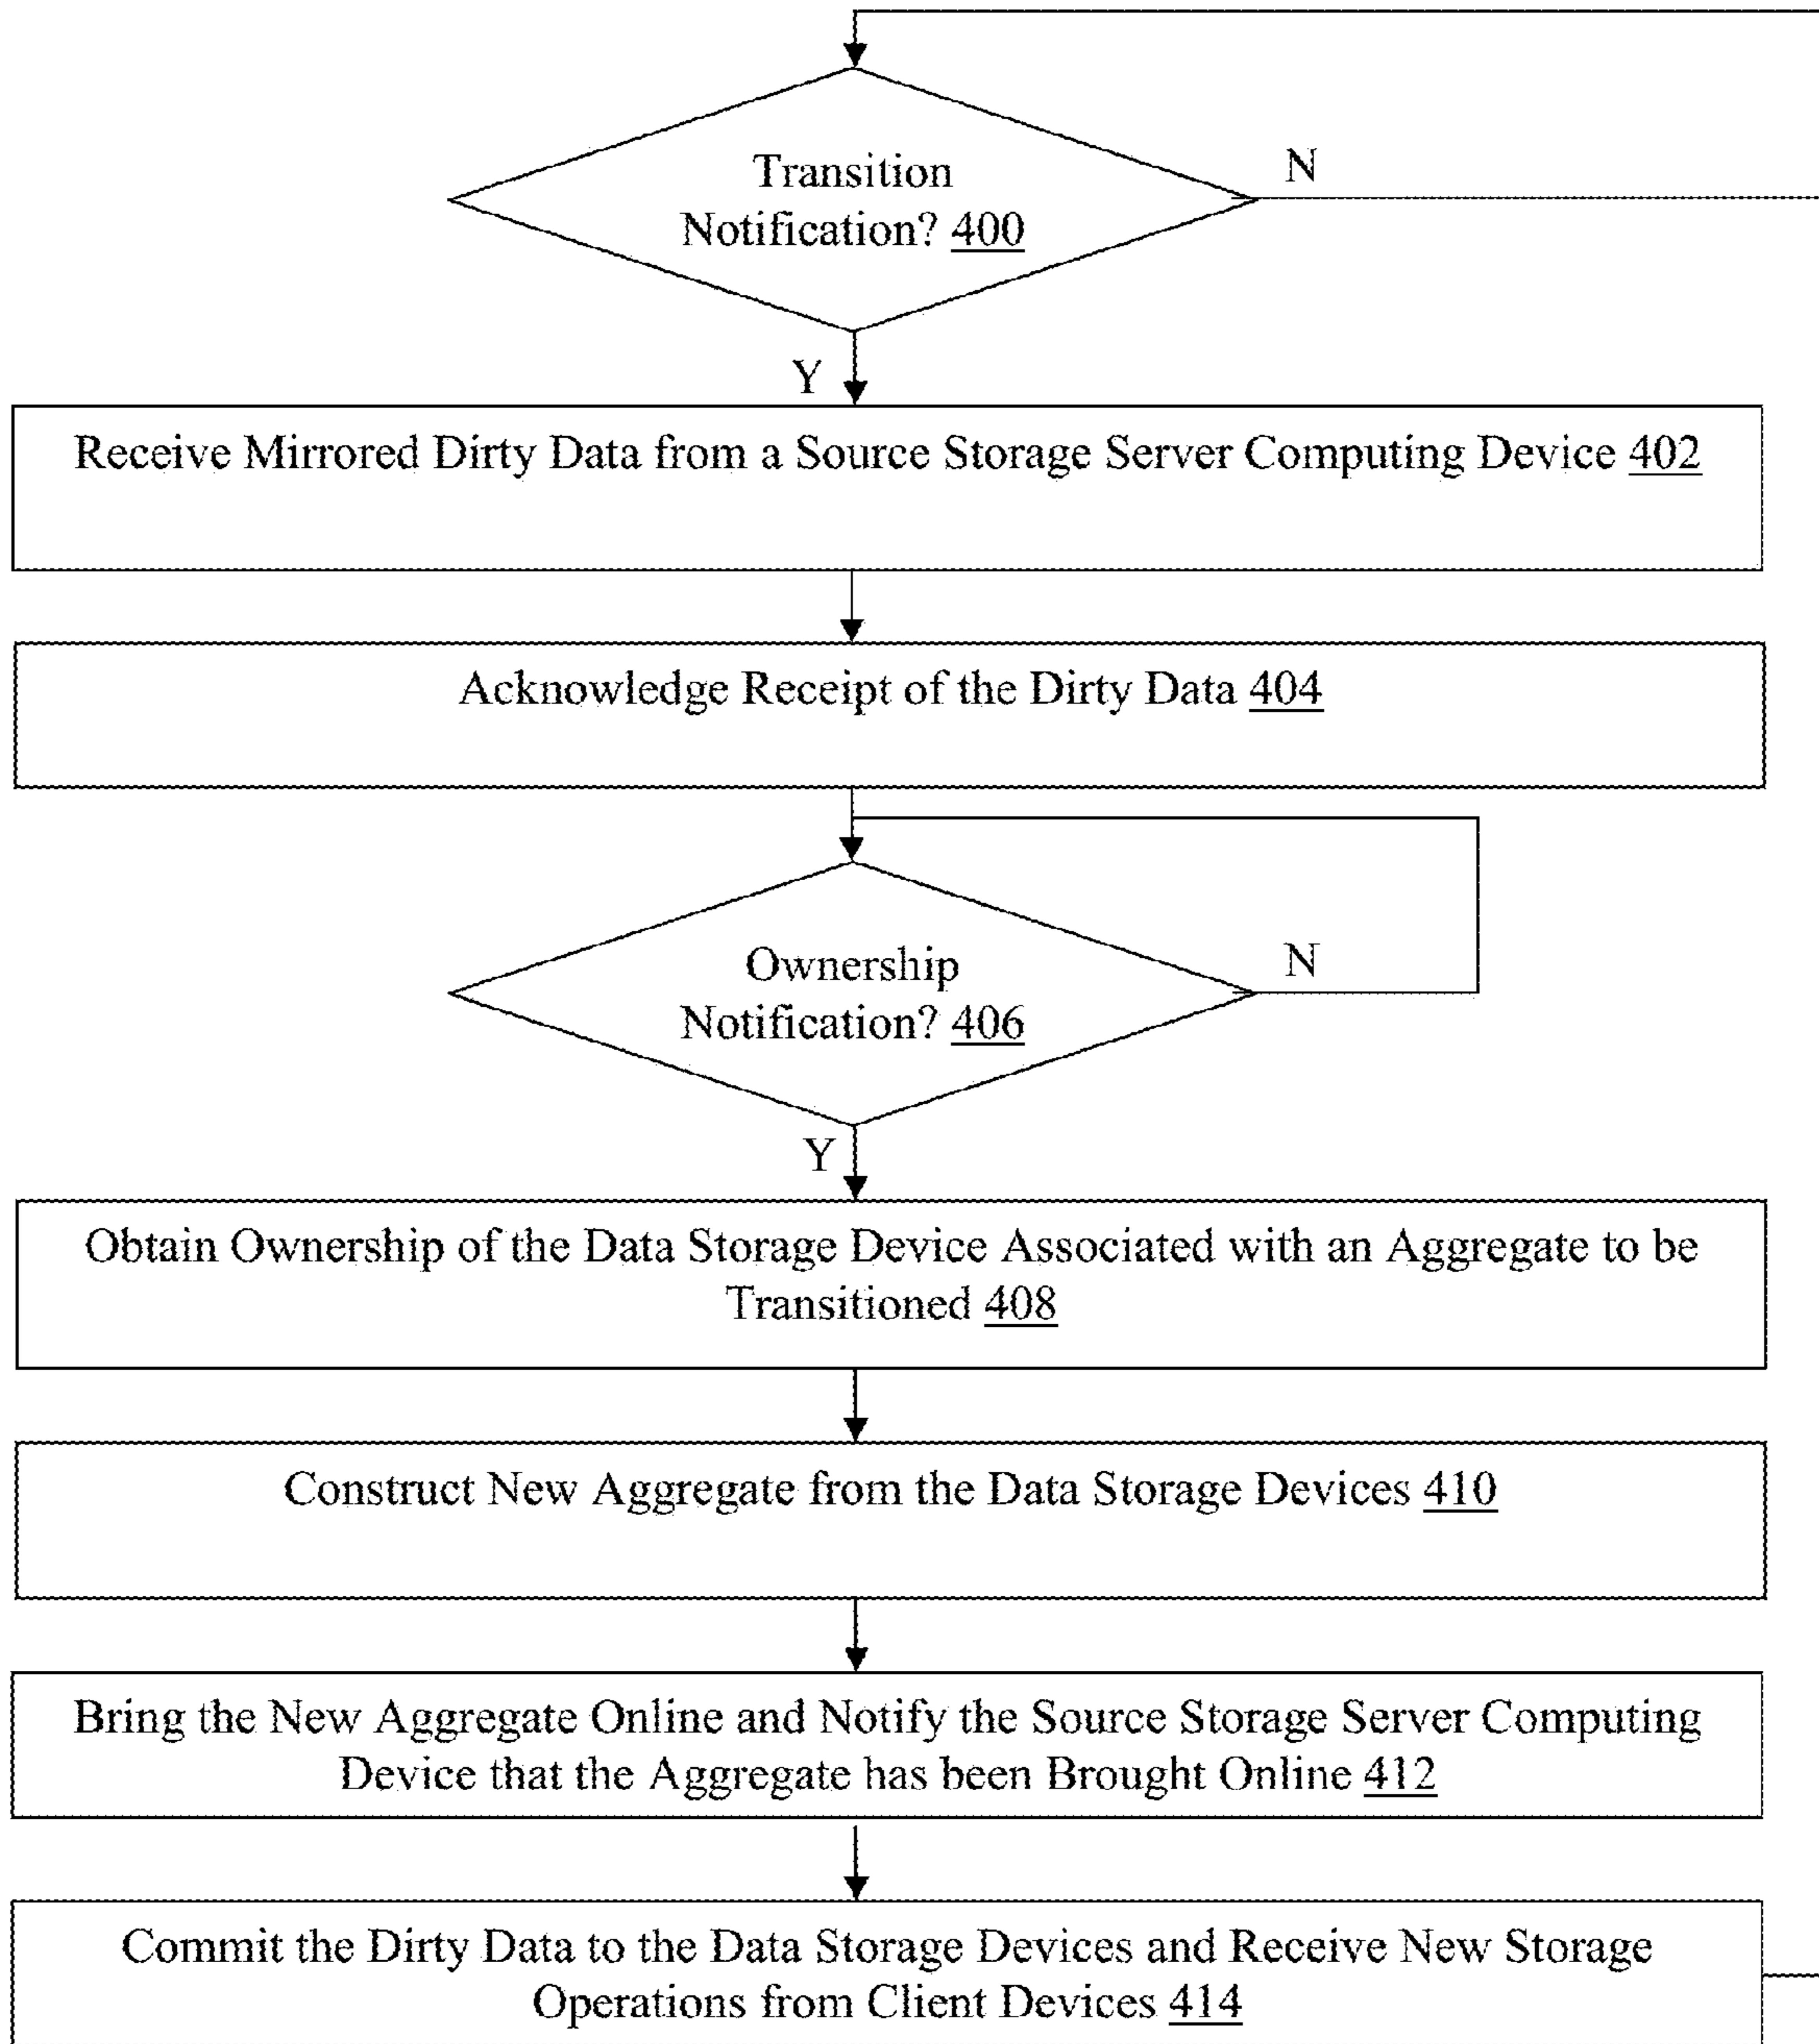 Transition
Notification? 400
N
Y
Receive Mirrored Dirty Data from a Source Storage Server Computing Device 402
Acknowledge Receipt of the Dirty Data 404
Ownership
Notification? 406
N
Y
Obtain Ownership of the Data Storage Device Associated with an Aggregate to be
Transitioned 408
Construct New Aggregate from the Data Storage Devices 410
Bring the New Aggregate Online and Notify the Source Storage Server Computing
Device that the Aggregate has been Brought Online 412
Commit the Dirty Data to the Data Storage Devices and Receive New Storage
Operations from Client Devices 414